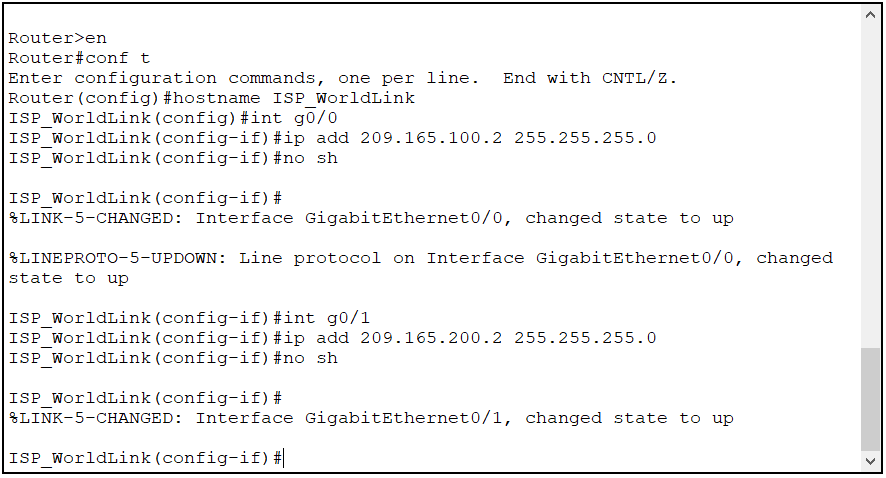 Router>en
Router#conf t
Enter configuration commands, one per line.  End with CNTL/Z.
Router(config)#hostname ISP_WorldLink
ISP_WorldLink(config)#int g0/0
ISP_WorldLink(config-if)#ip add 209.165.100.2 255.255.255.0
ISP_WorldLink(config-if)#no sh
ISP_WorldLink(config-if)#
%LINK-5-CHANGED: Interface GigabitEthernet0/0, changed state to up
%LINEPROTO-5-UPDOWN: Line protocol on Interface GigabitEthernet0/0, changed
state to up
ISP_WorldLink(config-if)#int g0/1
ISP_WorldLink(config-if)#ip add 209.165.200.2 255.255.255.0
ISP_WorldLink(config-if)#no sh
ISP_WorldLink(config-if)#
%LINK-5-CHANGED: Interface GigabitEthernet0/1, changed state to up
ISP_WorldLink(config-if)#